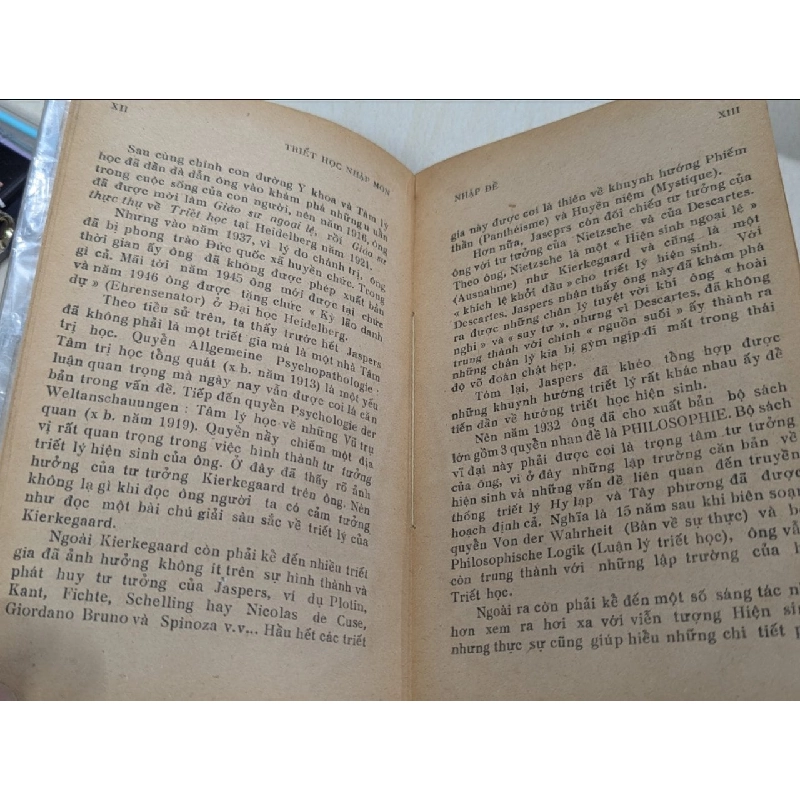 XII
TRIẾT HỌC NHẬP MÔN
Sau cùng chính con đường Y khoa và Tâm lý
học đã dẫn đà dẫn ông vào khám phá những u nần
trong cuộc sống của con người, nên năm 1916, ông
đã được mời làm Giáo sư ngoại lệ, rồi Giáo sư
thực thụ về Triết học tại Heidelberg năm 1921.
Nhưng vào năm 1937, vì lý do chánh trị, ông
đã bị phong trào Đức quốc xã huyền chức. Trong
thời gian ấy ông đã không được phép xuất bản
gì cả. Mãi tới năm 1945 ông mới được tại chức
và năm 1946 ông được tặng chức « Kỳ lão danh
dự » (Ehrensenator) ở Đại học Heidelberg.
Theo tiểu sử trên, ta thấy trước hết Jaspers
đã không phải là một triết gia mà là một nhà Tâm
trị học. Quyền Allgemeine Psychopathologie -
Tâm trị học tổng quát (x b. năm 1913) là một yếu
luận quan trọng mà ngày nay vẫn được coi là căn
bản trong vấn đề. Tiếp đến quyền Psychologie der
Weltanschauungen : Tâm lý học về những Vũ trụ
quan (x b. năm 1919). Quyền nầy chiếm một địa
vị rất quan trọng trong việc hình thành tư tưởng
triết lý hiện sinh của ông. Ở đây đã thấy rõ ảnh
hưởng của tư tưởng Kierkegaard trên ông. Nên
không lạ gì khi đọc ông người ta có cảm tưởng
như đọc một bài chú giải sâu sắc về triết lý của
Kierkegaard.
Ngoài Kierkegaard còn phải kể đến nhiều triết
gia đã ảnh hưởng không ít trên sự hình thành và
phát huy tư tưởng của Jaspers, ví dụ Plotin,
Kant, Fichte, Schelling hay Nicolas de Cuse,
Giordano Bruno và Spinoza v.v,.. Hầu hết các triết
XIII
NHẬP ĐỀ
gia này được coi là thiên về khuynh hướng Phiếm
thần (Panthéisme) và Huyền niệm (Mystique).
Hơn nữa, Jaseprs còn đối chiếu tư tưởng của
ông với tư tưởng của Nietzsche và của Descartes.
Theo ông, Nietzsche là một « Hiện sinh ngoại lệ »
(Ausnahme) như Kierkegaard và cũng là một
« khích lệ khởi đầu » cho triết lý hiện sinh. Với
Descartes, Jaspers nhận thấy ông này đã khám phá
ra được những chân lý tuyệt với khi ông « hoài
nghi » và « suy tư », nhưng vì Descartes, đã không
trung thành với chính « nguồn suối » ấy thành ra
những chân lý kia bị gým ngịp đi mất trong thái
độ võ đoán chật hẹp.
Tóm lại, Jaspers đã khéo tổng hợp được
những khuynh hướng triết lý rất khác nhau ấy để
tiến dần về hướng triết học hiện sinh.
Nên năm 1932 ông đã cho xuất bản bộ sách
lớn gồm 3 quyền nhan đề là PHILOSOPHIE. Bộ sách
vĩ đại này phải được coi là trọng tâm tư tưởng
của ông, vì ở đây những lập trường căn bản về
hiện sinh và những vấn đề liên quan đến truyền
thống triết lý Hy lạp và Tây phương đã được
hoạch định cả. Nghĩa là 15 năm sau khi biên soạn
quyền Von der Wahrheit (Bàn về sự thực) và bộ
Philosophische Logik (Luận lý triết học), ông vẫn
còn trung thành với những lập trường của
Triết học.
Ngoài ra còn phải kể đến một số sáng tác
hơn xem ra hơi xa với viễn tượng Hiện
nhưng thực sự cũng giúp hiểu những chi tiết